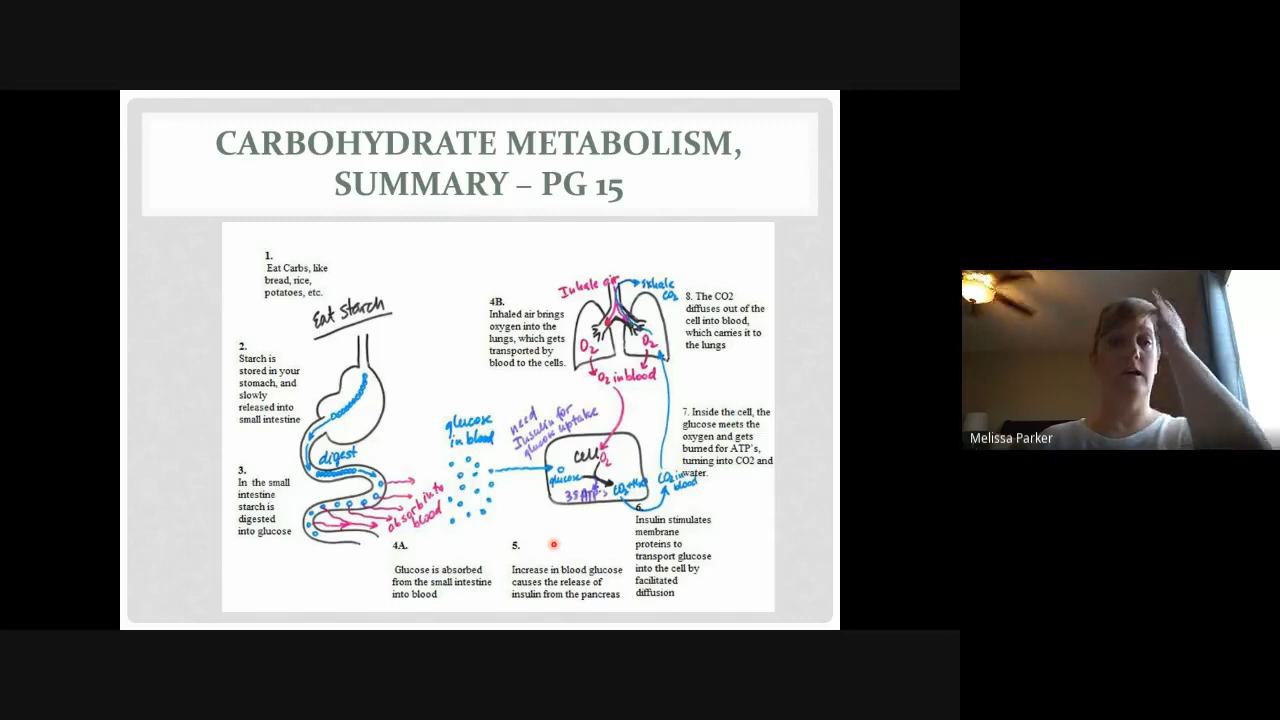 CARBOHYDRATE METABOLISM,
SUMMARY – PG 15
1.
Eat Carbs, like
bread, rice,
potatoes, etc.
Eat Starch
2.
Starch is
stored in your
stomach, and
slowly
released into
small intestine
digest
3.
In the small
intestine
starch is
digested
into glucose
absorb into
blood
4A.
Glucose is absorbed
from the small intestine
into blood
glucose
in blood
4B.
Inhaled air brings
oxygen into the
lungs, which gets
transported by
blood to the cells.
Inhale air
exhale
CO2
O2
O2
O2 in blood
need
Insulin for
glucose uptake
cell
O2
glucose
38 ATP's
CO2+H2O
CO2 in
blood
5.
Increase in blood glucose
causes the release of
insulin from the pancreas
6.
Insulin stimulates
membrane
proteins to
transport glucose
into the cell by
facilitated
diffusion
7. Inside the cell, the
glucose meets the
oxygen and gets
burned for ATP's,
turning into CO2 and
water.
8. The CO2
diffuses out of the
cell into blood,
which carries it to
the lungs
Melissa Parker